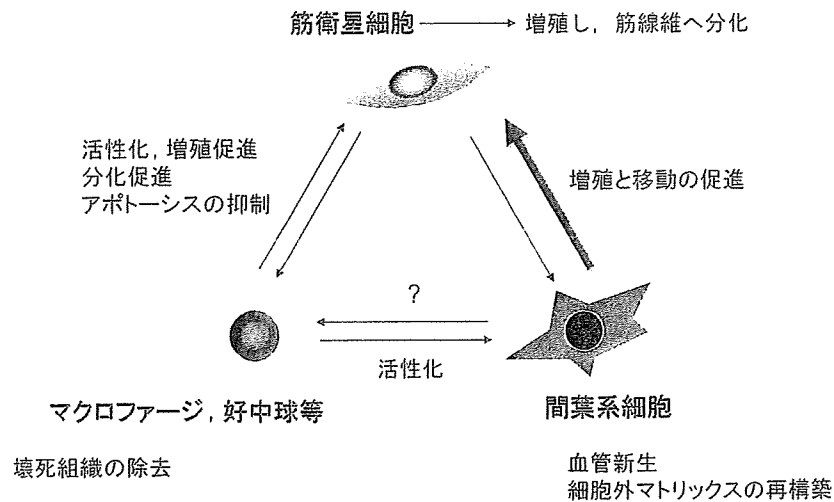 筋衛星細胞 → 増殖し，筋線維へ分化
活性化，増殖促進
分化促進
アポトーシスの抑制
増殖と移動の促進
?
活性化
マクロファージ，好中球等
間葉系細胞
壊死組織の除去
血管新生
細胞外マトリックスの再構築